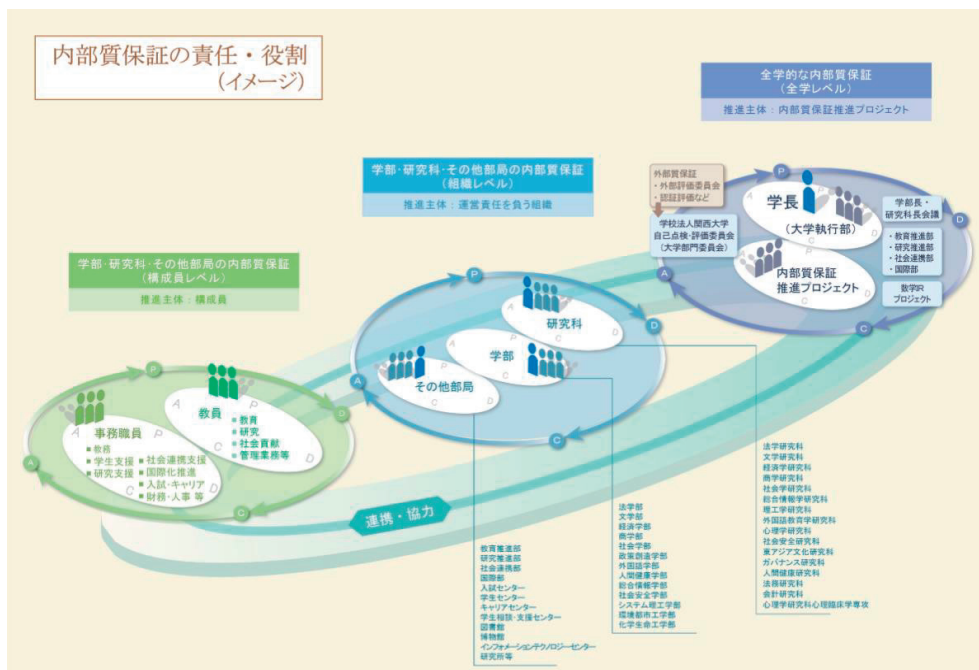 内部質保証の責任・役割
(イメージ)
全学的な内部質保証
(全学レベル)
推進主体：内部質保証推進プロジェクト
学部・研究科・その他部局の内部質保証
(組織レベル)
推進主体：運営責任を負う組織
学部・研究科・その他部局の内部質保証
(構成員レベル)
推進主体：構成員
外部質保証
・外部評価委員会
・認証評価など
学校法人関西大学
自己点検・評価委員会
(大学部門委員会)
学長
(大学執行部)
内部質保証
推進プロジェクト
学部長・
研究科長会議
・教育推進部
・研究推進部
・社会連携部
・国際部
教学IR
プロジェクト
P
D
C
A
A
P
C
D
研究科
学部
その他部局
P
D
C
A
A
C
D
事務職員
■教務
■学生支援
■研究支援
■社会連携支援
■国際化推進
■入試・キャリア
■財務・人事 等
教員
■教育
■研究
■社会貢献
■管理業務等
P
D
C
A
A
P
C
D
A
P
C
D
連携・協力
教育推進部
研究推進部
社会連携部
国際部
入試センター
学生センター
キャリアセンター
学生相談・支援センター
図書館
博物館
インフォメーションテクノロジーセンター
研究所等
法学部
文学部
経済学部
商学部
社会学部
政策創造学部
外国語学部
人間健康学部
総合情報学部
社会安全学部
システム理工学部
環境都市工学部
化学生命工学部
法学研究科
文学研究科
経済学研究科
商学研究科
社会学研究科
総合情報学研究科
理工学研究科
外国語教育学研究科
心理学研究科
社会安全研究科
東アジア文化研究科
ガバナンス研究科
人間健康研究科
法務研究科
会計研究科
心理学研究科心理臨床学専攻